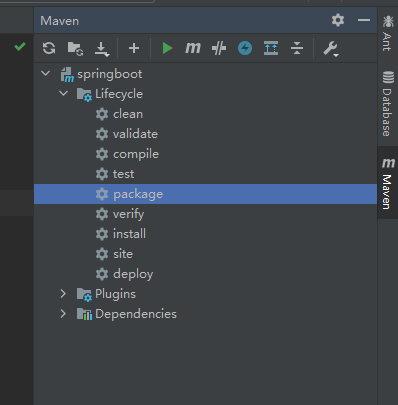 Maven
springboot
Lifecycle
clean
validate
compile
test
package
verify
install
site
deploy
Plugins
Dependencies
Ant
Database
Maven